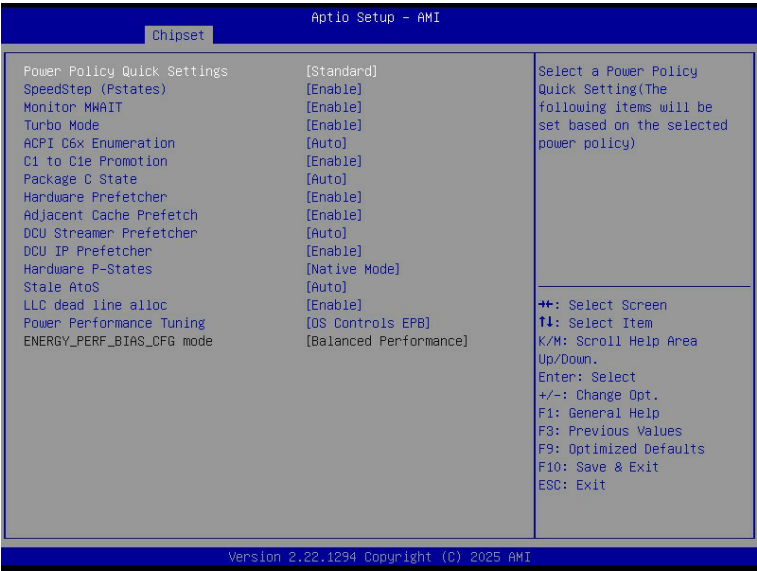 Aptio Setup – AMI
Chipset
Power Policy Quick Settings [Standard]
SpeedStep (Pstates) [Enable]
Monitor MWAIT [Enable]
Turbo Mode [Enable]
ACPI C6x Enumeration [Auto]
C1 to C1e Promotion [Enable]
Package C State [Auto]
Hardware Prefetcher [Enable]
Adjacent Cache Prefetch [Enable]
DCU Streamer Prefetcher [Auto]
DCU IP Prefetcher [Enable]
Hardware P-States [Native Mode]
Stale AtoS [Auto]
LLC dead line alloc [Enable]
Power Performance Tuning [OS Controls EPB]
ENERGY_PERF_BIAS_CFG mode [Balanced Performance]
Select a Power Policy
Quick Setting(The
following items will be
set based on the selected
power policy)
→←: Select Screen
↑↓: Select Item
K/M: Scroll Help Area
Up/Down.
Enter: Select
+/-: Change Opt.
F1: General Help
F3: Previous Values
F9: Optimized Defaults
F10: Save & Exit
ESC: Exit
Version 2.22.1294 Copyright (C) 2025 AMI